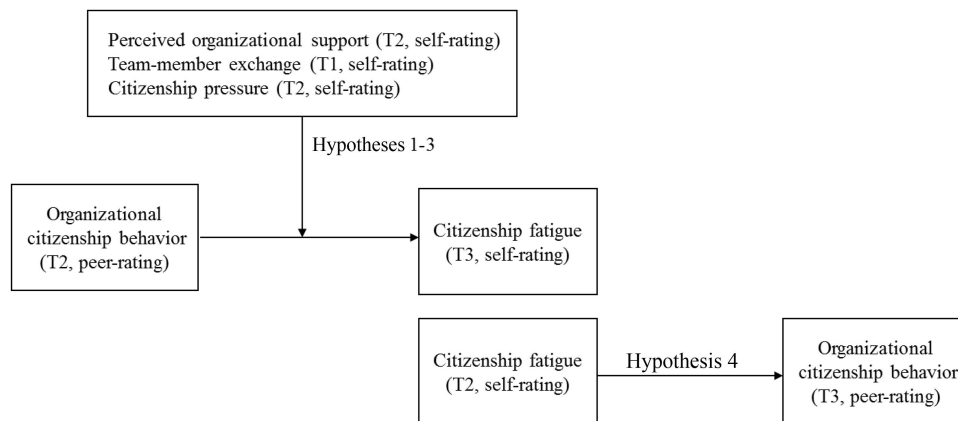 Perceived organizational support (T2, self-rating)
Team-member exchange (T1, self-rating)
Citizenship pressure (T2, self-rating)
Hypotheses 1-3
Organizational
citizenship behavior
(T2, peer-rating)
Citizenship fatigue
(T3, self-rating)
Citizenship fatigue
(T2, self-rating)
Hypothesis 4
Organizational
citizenship behavior
(T3, peer-rating)